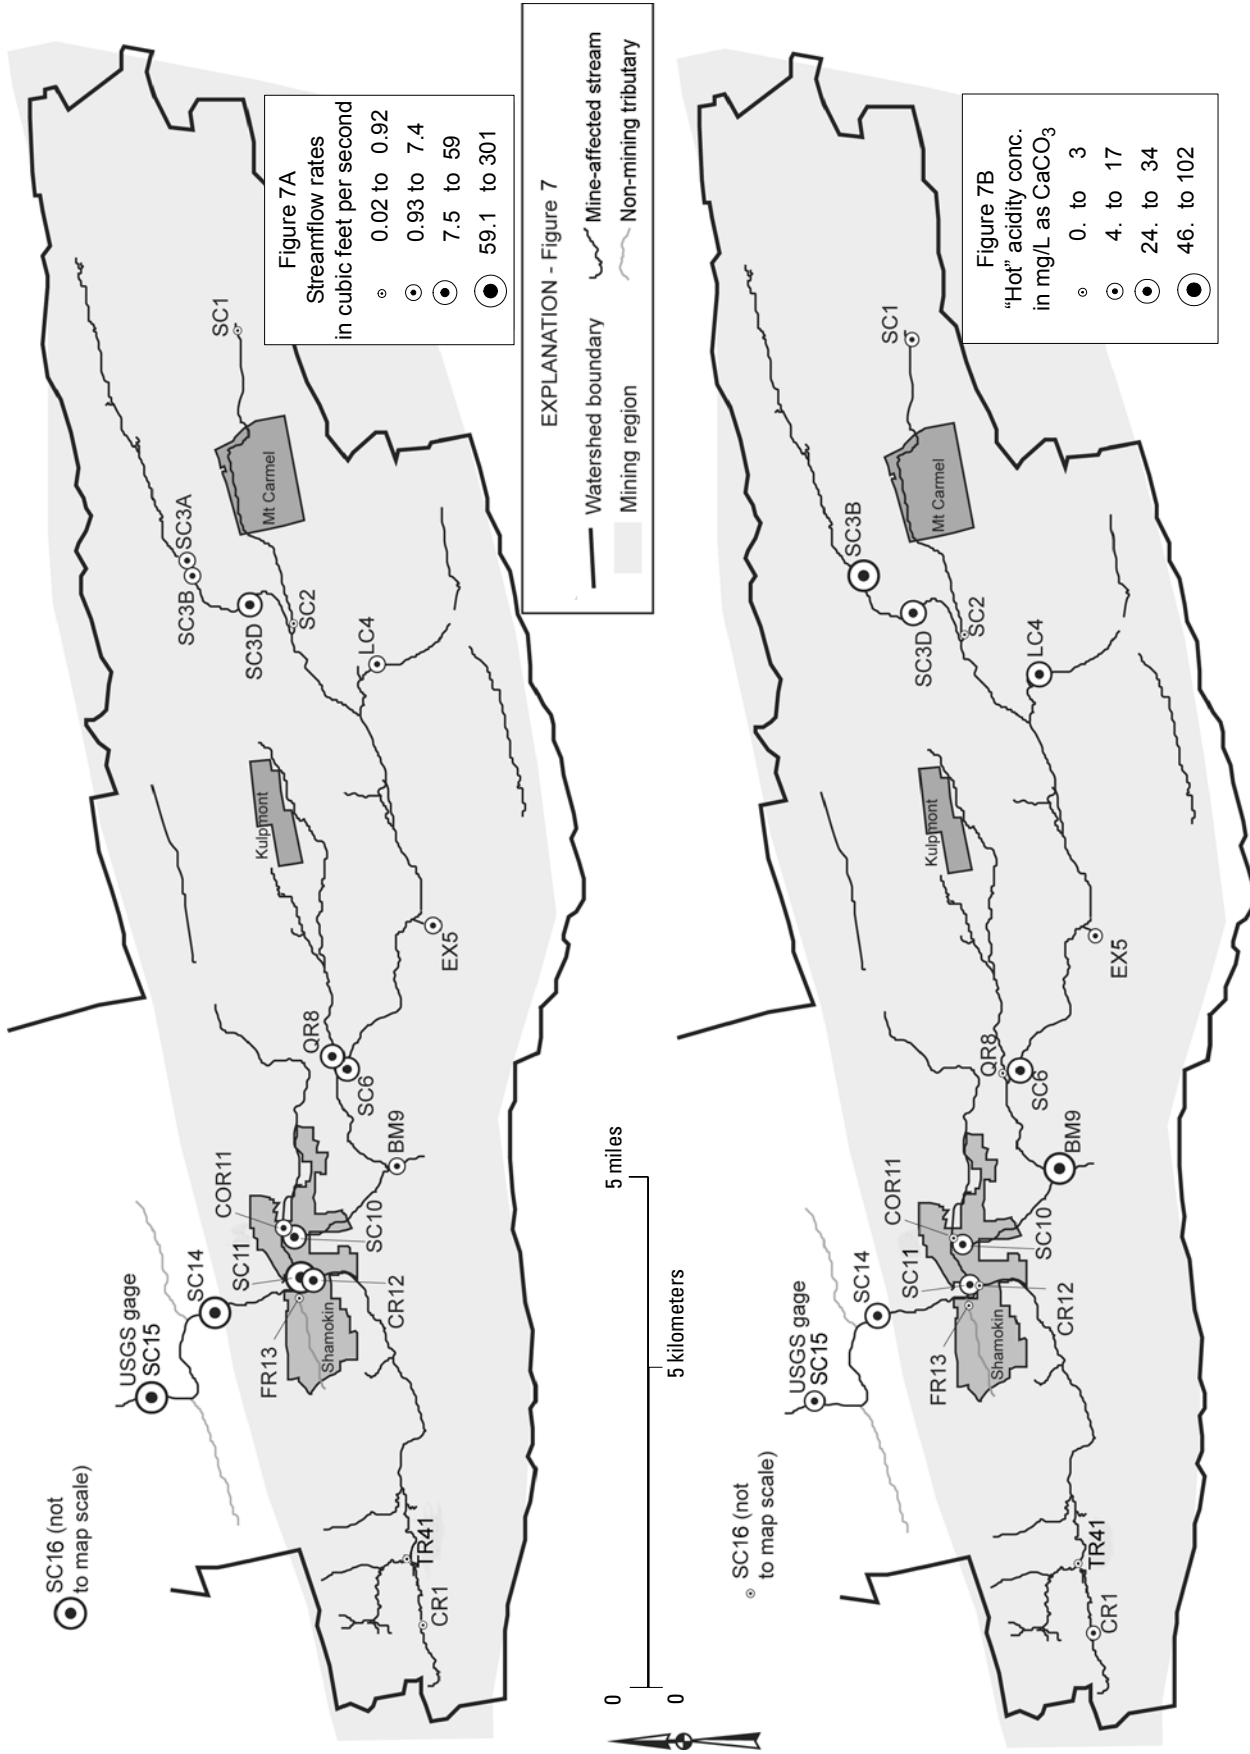 SC16 (not
to map scale)
USGS gage
SC15
SC14
SC11
COR11
FR13
Shamokin
CR12
SC10
BM9
TR41
CR1
QR8
SC6
EX5
Kulpmont
SC3A
SC3B
SC3D
SC2
LC4
Mt Carmel
SC1
Figure 7A
Streamflow rates
in cubic feet per second
0.02 to 0.92
0.93 to 7.4
7.5 to 59
59.1 to 301
0 5 miles
0 5 kilometers
EXPLANATION - Figure 7
Watershed boundary
Mining region
Mine-affected stream
Non-mining tributary
SC16 (not
to map scale)
USGS gage
SC15
SC14
SC11
COR11
FR13
Shamokin
CR12
SC10
BM9
TR41
CR1
QR8
SC6
EX5
Kulpmont
SC3B
SC3D
SC2
LC4
Mt Carmel
SC1
Figure 7B
“Hot” acidity conc.
in mg/L as CaCO₃
0. to 3
4. to 17
24. to 34
46. to 102